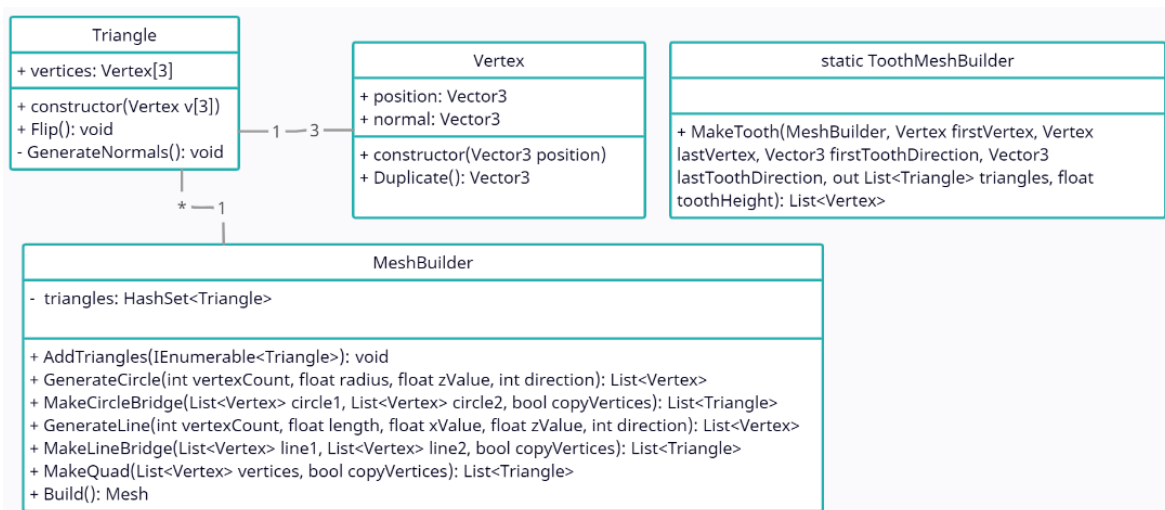 Triangle
+ vertices: Vertex[3]
+ constructor(Vertex v[3])
+ Flip(): void
- GenerateNormals(): void
1
3
Vertex
+ position: Vector3
+ normal: Vector3
+ constructor(Vector3 position)
+ Duplicate(): Vector3
static ToothMeshBuilder
+ MakeTooth(MeshBuilder, Vertex firstVertex, Vertex
lastVertex, Vector3 firstToothDirection, Vector3
lastToothDirection, out List<Triangle> triangles, float
toothHeight): List<Vertex>
*
1
MeshBuilder
- triangles: HashSet<Triangle>
+ AddTriangles(IEnumerable<Triangle>): void
+ GenerateCircle(int vertexCount, float radius, float zValue, int direction): List<Vertex>
+ MakeCircleBridge(List<Vertex> circle1, List<Vertex> circle2, bool copyVertices): List<Triangle>
+ GenerateLine(int vertexCount, float length, float xValue, float zValue, int direction): List<Vertex>
+ MakeLineBridge(List<Vertex> line1, List<Vertex> line2, bool copyVertices): List<Triangle>
+ MakeQuad(List<Vertex> vertices, bool copyVertices): List<Triangle>
+ Build(): Mesh